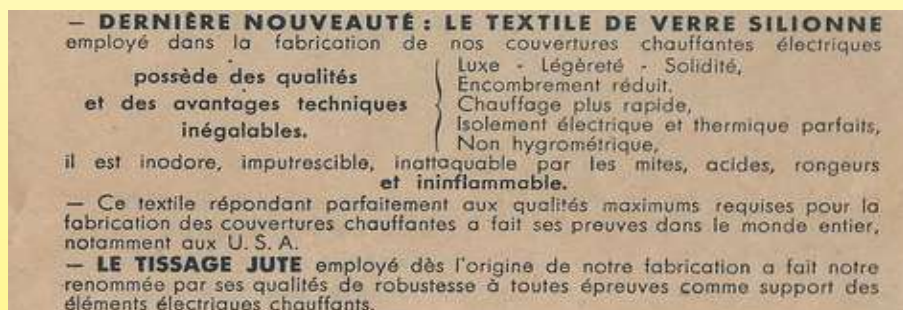 — DERNIÈRE NOUVEAUTÉ : LE TEXTILE DE VERRE SILIONNE
employé dans la fabrication de nos couvertures chauffantes électriques
possède des qualités
et des avantages techniques
inégalables.
Luxe - Légèreté - Solidité,
Encombrement réduit.
Chauffage plus rapide,
Isolement électrique et thermique parfaits,
Non hygrométrique,
il est inodore, imputrescible, inattaquable par les mites, acides, rongeurs
et ininflammable.
— Ce textile répondant parfaitement aux qualités maximums requises pour la
fabrication des couvertures chauffantes a fait ses preuves dans le monde entier,
notamment aux U. S. A.
— LE TISSAGE JUTE employé dès l'origine de notre fabrication a fait notre
renommée par ses qualités de robustesse à toutes épreuves comme support des
éléments électriques chauffants.